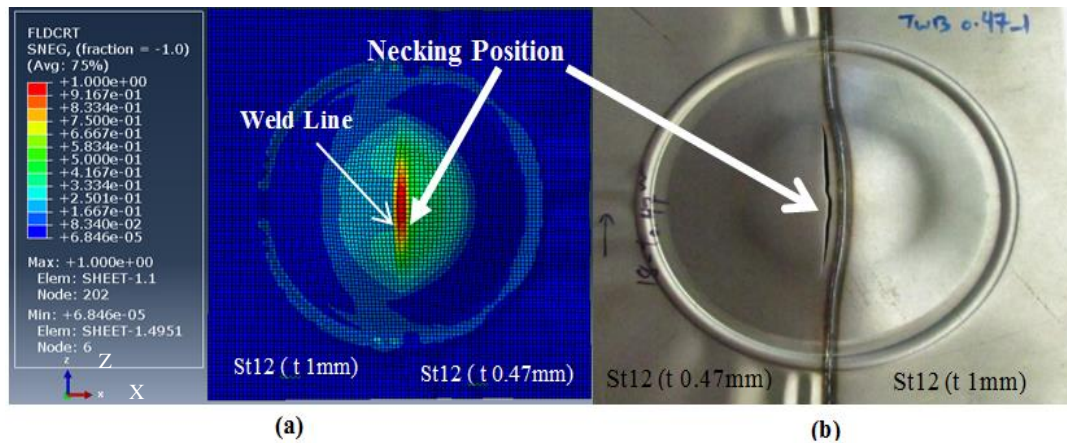 FLDCRT
SNEG, (fraction = -1.0)
(Avg: 75%)
+1.000e+00
+9.167e-01
+8.334e-01
+7.500e-01
+6.667e-01
+5.834e-01
+5.000e-01
+4.167e-01
+3.334e-01
+2.501e-01
+1.667e-01
+8.340e-02
+6.846e-05
Max: +1.000e+00
Elem: SHEET-1.1
Node: 202
Min: +6.846e-05
Elem: SHEET-1.4951
Node: 6
z
Z
x
X
Necking Position
Weld Line
St12 ( t 1mm)
St12 ( t 0.47mm)
TWB 0.47-1
St12 (t 0.47mm)
St12 (t 1mm)
(a)
(b)